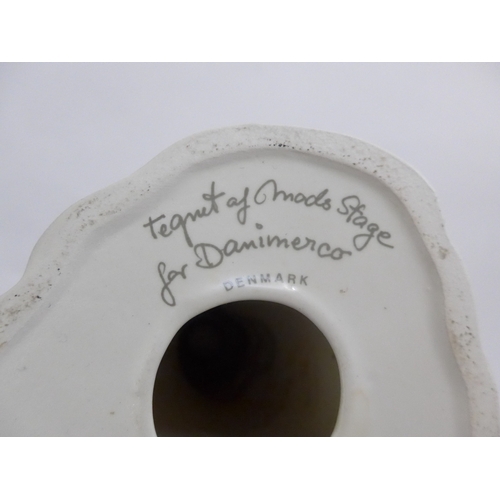 tegnet af Mads Stage
for Danimerco
DENMARK